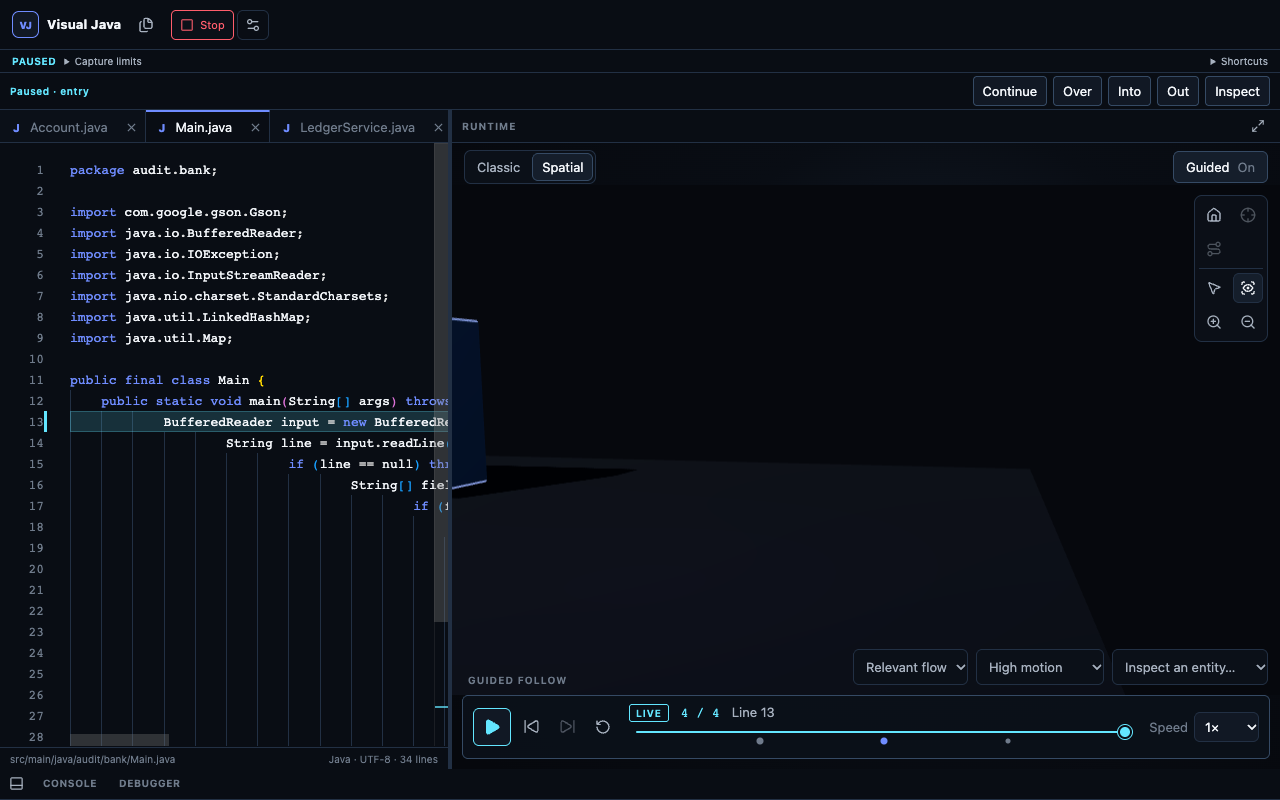 VJ Visual Java Stop
PAUSED Capture limits Shortcuts
Paused · entry Continue Over Into Out Inspect
J Account.java J Main.java J LedgerService.java RUNTIME
Classic Spatial Guided On
1 package audit.bank;
2
3 import com.google.gson.Gson;
4 import java.io.BufferedReader;
5 import java.io.IOException;
6 import java.io.InputStreamReader;
7 import java.nio.charset.StandardCharsets;
8 import java.util.LinkedHashMap;
9 import java.util.Map;
10
11 public final class Main {
12 public static void main(String[] args) throws
13 BufferedReader input = new BufferedRe
14 String line = input.readLine(
15 if (line == null) thr
16 String[] fiel
17 if (f
18
19
20
21
22
23
24
25
26
27
28
Relevant flow High motion Inspect an entity...
GUIDED FOLLOW
LIVE 4 / 4 Line 13
Speed 1×
src/main/java/audit/bank/Main.java Java · UTF-8 · 34 lines
CONSOLE DEBUGGER